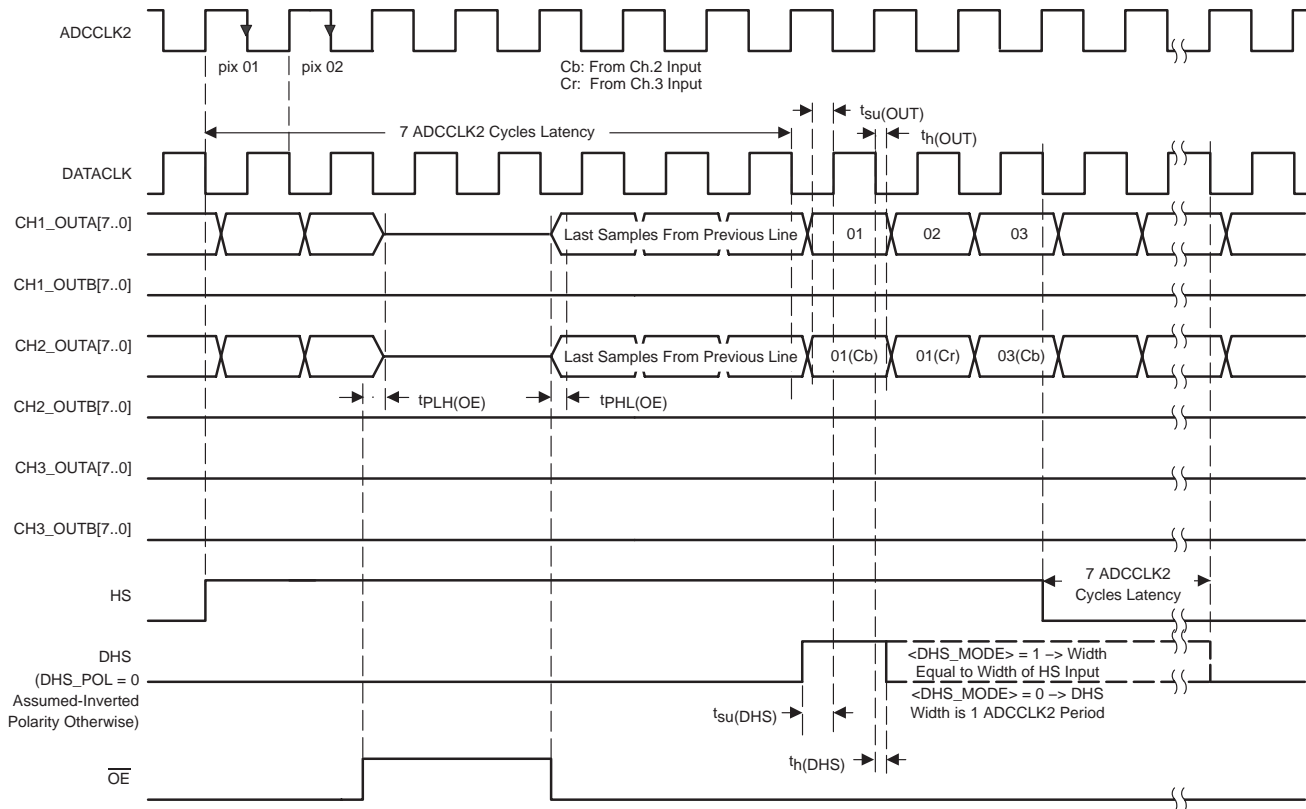 ADCCLK2
pix 01
pix 02
Cb: From Ch.2 Input
Cr: From Ch.3 Input
tsu(OUT)
7 ADCCLK2 Cycles Latency
th(OUT)
DATACLK
CH1_OUTA[7..0]
Last Samples From Previous Line
01
02
03
CH1_OUTB[7..0]
CH2_OUTA[7..0]
Last Samples From Previous Line
01(Cb)
01(Cr)
03(Cb)
tPLH(OE)
tPHL(OE)
CH2_OUTB[7..0]
CH3_OUTA[7..0]
CH3_OUTB[7..0]
HS
7 ADCCLK2
Cycles Latency
DHS
(DHS_POL = 0
Assumed-Inverted
Polarity Otherwise)
<DHS_MODE> = 1 –> Width
Equal to Width of HS Input
<DHS_MODE> = 0 –> DHS
Width is 1 ADCCLK2 Period
tsu(DHS)
th(DHS)
OE